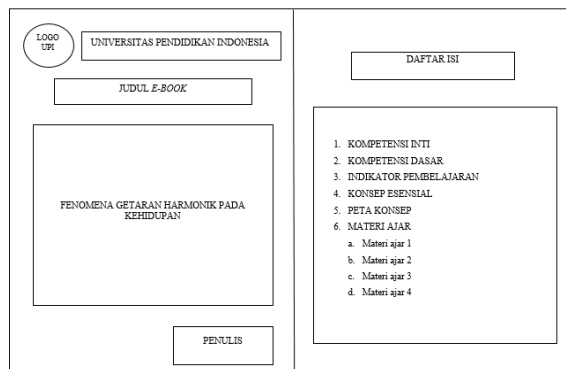 LOGO
UPI
UNIVERSITAS PENDIDIKAN INDONESIA
JUDUL E-BOOK
FENOMENA GETARAN HARMONIK PADA
KEHIDUPAN
PENULIS
DAFTAR ISI
1. KOMPETENSI INTI
2. KOMPETENSI DASAR
3. INDIKATOR PEMBELAJARAN
4. KONSEP ESENSIAL
5. PETA KONSEP
6. MATERI AJAR
a. Materi ajar 1
b. Materi ajar 2
c. Materi ajar 3
d. Materi ajar 4